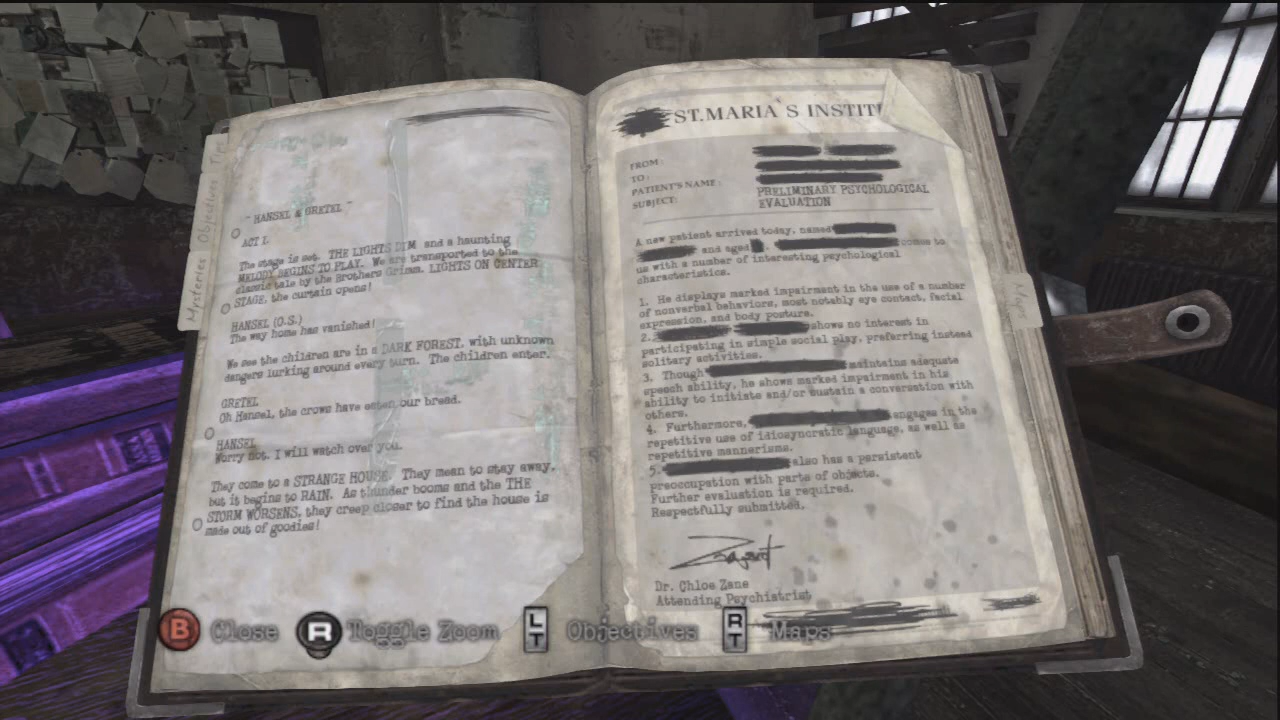 Objectives
Mysteries
"HANSEL & GRETEL"
ACT I.
The stage is set. THE LIGHTS DIM and a haunting
MELODY BEGINS TO PLAY. We are transported to the
classic tale by the Brothers Grimm. LIGHTS ON CENTER
STAGE, the curtain opens!
HANSEL (O.S.)
The way home has vanished!
We see the children are in a DARK FOREST, with unknown
dangers lurking around every turn. The children enter.
GRETEL
Oh Hansel, the crows have eaten our bread.
HANSEL
Worry not. I will watch over you.
They come to a STRANGE HOUSE. They mean to stay away,
but it begins to RAIN. As thunder booms and the THE
STORM WORSENS, they creep closer to find the house is
made out of goodies!
ST.MARIA'S INSTIT
FROM:
TO:
PATIENT'S NAME:
SUBJECT: PRELIMINARY PSYCHOLOGICAL
EVALUATION
A new patient arrived today, named
and aged . comes to
us with a number of interesting psychological
characteristics.
1. He displays marked impairment in the use of a number
of nonverbal behaviors, most notably eye contact, facial
expression, and body posture.
2. shows no interest in
participating in simple social play, preferring instead
solitary activities.
3. Though maintains adequate
speech ability, he shows marked impairment in his
ability to initiate and/or sustain a conversation with
others.
4. Furthermore, engages in the
repetitive use of idiosyncratic language, as well as
repetitive mannerisms.
5. also has a persistent
preoccupation with parts of objects.
Further evaluation is required.
Respectfully submitted,
Dr. Chloe Zane
Attending Psychiatrist
Maps
B Close R Toggle Zoom LT Objectives RT Maps